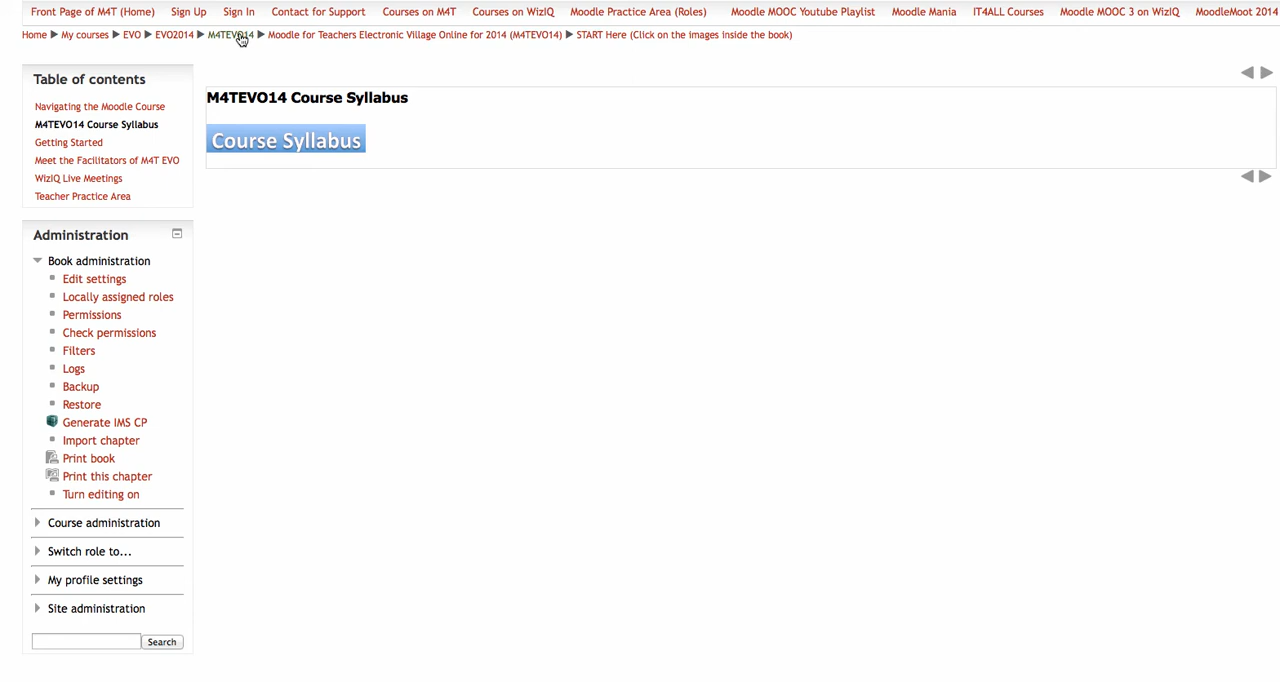 Front Page of M4T (Home) Sign Up Sign In Contact for Support Courses on M4T Courses on WizIQ Moodle Practice Area (Roles) Moodle MOOC Youtube Playlist Moodle Mania IT4ALL Courses Moodle MOOC 3 on WizIQ MoodleMoot 2014
Home ▶ My courses ▶ EVO ▶ EVO2014 ▶ M4TEVO14 ▶ Moodle for Teachers Electronic Village Online for 2014 (M4TEVO14) ▶ START Here (Click on the images inside the book)
Table of contents
Navigating the Moodle Course
M4TEVO14 Course Syllabus
Getting Started
Meet the Facilitators of M4T EVO
WiziQ Live Meetings
Teacher Practice Area
M4TEVO14 Course Syllabus
Course Syllabus
Administration
Book administration
Edit settings
Locally assigned roles
Permissions
Check permissions
Filters
Logs
Backup
Restore
Generate IMS CP
Import chapter
Print book
Print this chapter
Turn editing on
Course administration
Switch role to...
My profile settings
Site administration
Search